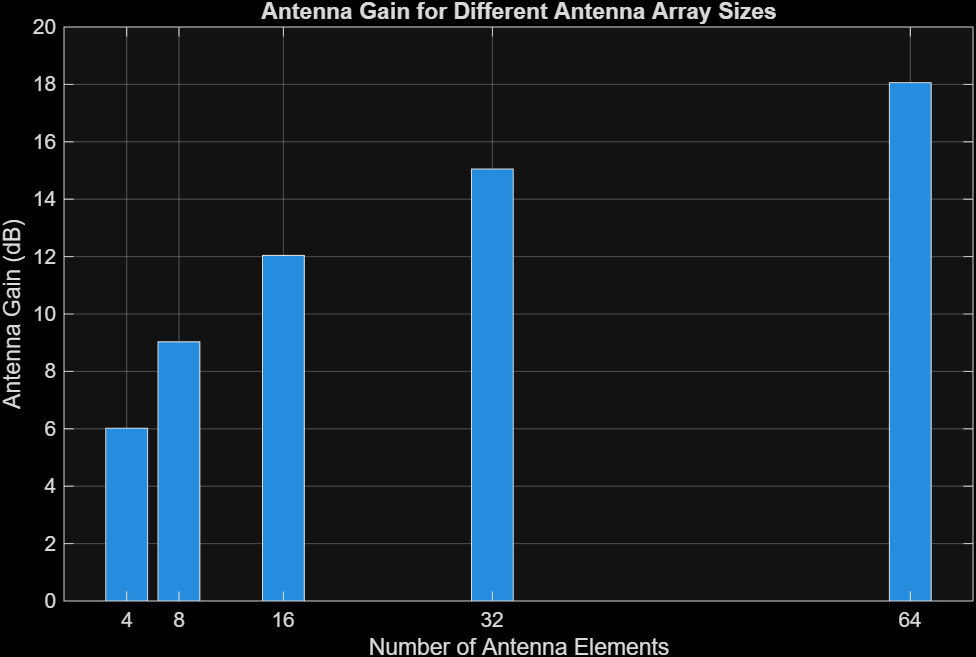 Antenna Gain for Different Antenna Array Sizes
Antenna Gain (dB)
20
18
16
14
12
10
8
6
4
2
0
4 8 16 32 64
Number of Antenna Elements